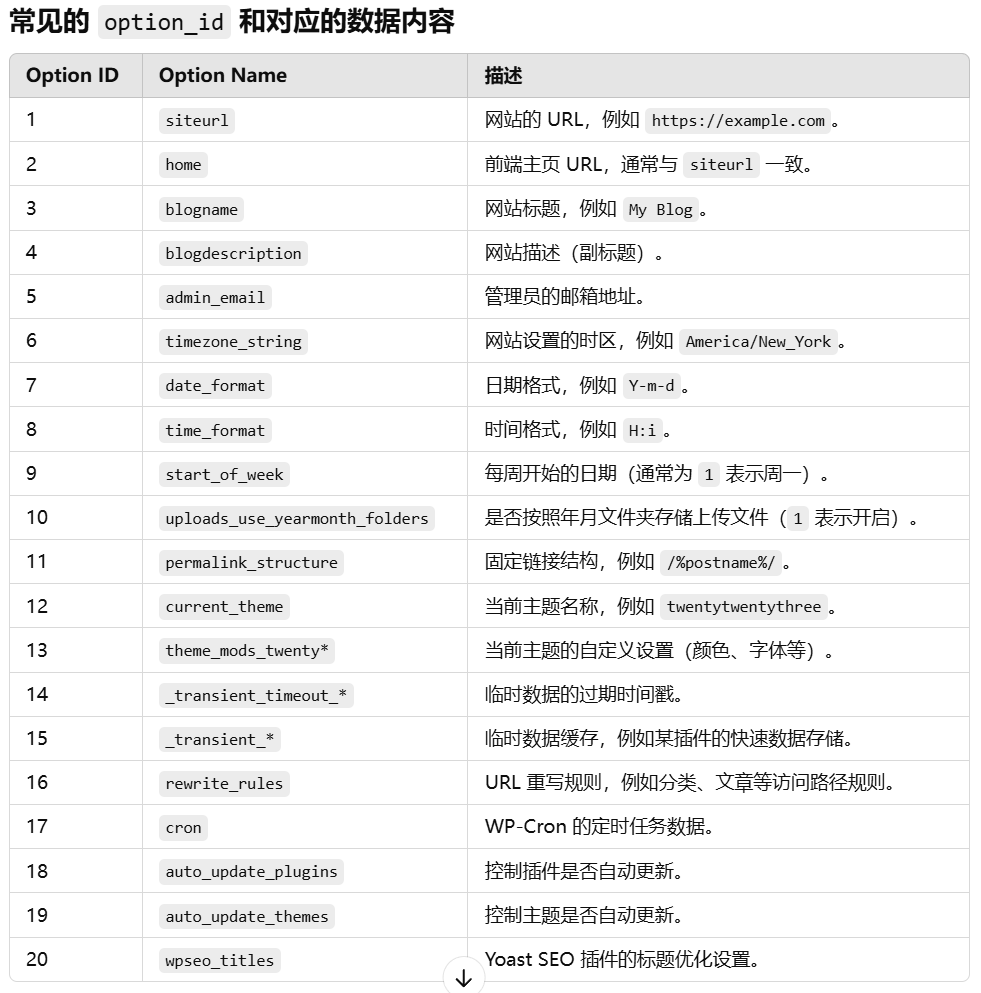 常见的 option_id 和对应的数据内容
Option ID Option Name 描述
1 siteurl 网站的 URL，例如 https://example.com 。
2 home 前端主页 URL，通常与 siteurl 一致。
3 blogname 网站标题，例如 My Blog 。
4 blogdescription 网站描述（副标题）。
5 admin_email 管理员的邮箱地址。
6 timezone_string 网站设置的时区，例如 America/New_York 。
7 date_format 日期格式，例如 Y-m-d 。
8 time_format 时间格式，例如 H:i 。
9 start_of_week 每周开始的日期（通常为 1 表示周一）。
10 uploads_use_yearmonth_folders 是否按照年月文件夹存储上传文件（ 1 表示开启）。
11 permalink_structure 固定链接结构，例如 /%postname%/ 。
12 current_theme 当前主题名称，例如 twentytwentythree 。
13 theme_mods_twenty* 当前主题的自定义设置（颜色、字体等）。
14 _transient_timeout_* 临时数据的过期时间戳。
15 _transient_* 临时数据缓存，例如某插件的快速数据存储。
16 rewrite_rules URL 重写规则，例如分类、文章等访问路径规则。
17 cron WP-Cron 的定时任务数据。
18 auto_update_plugins 控制插件是否自动更新。
19 auto_update_themes 控制主题是否自动更新。
20 wpseo_titles Yoast SEO 插件的标题优化设置。